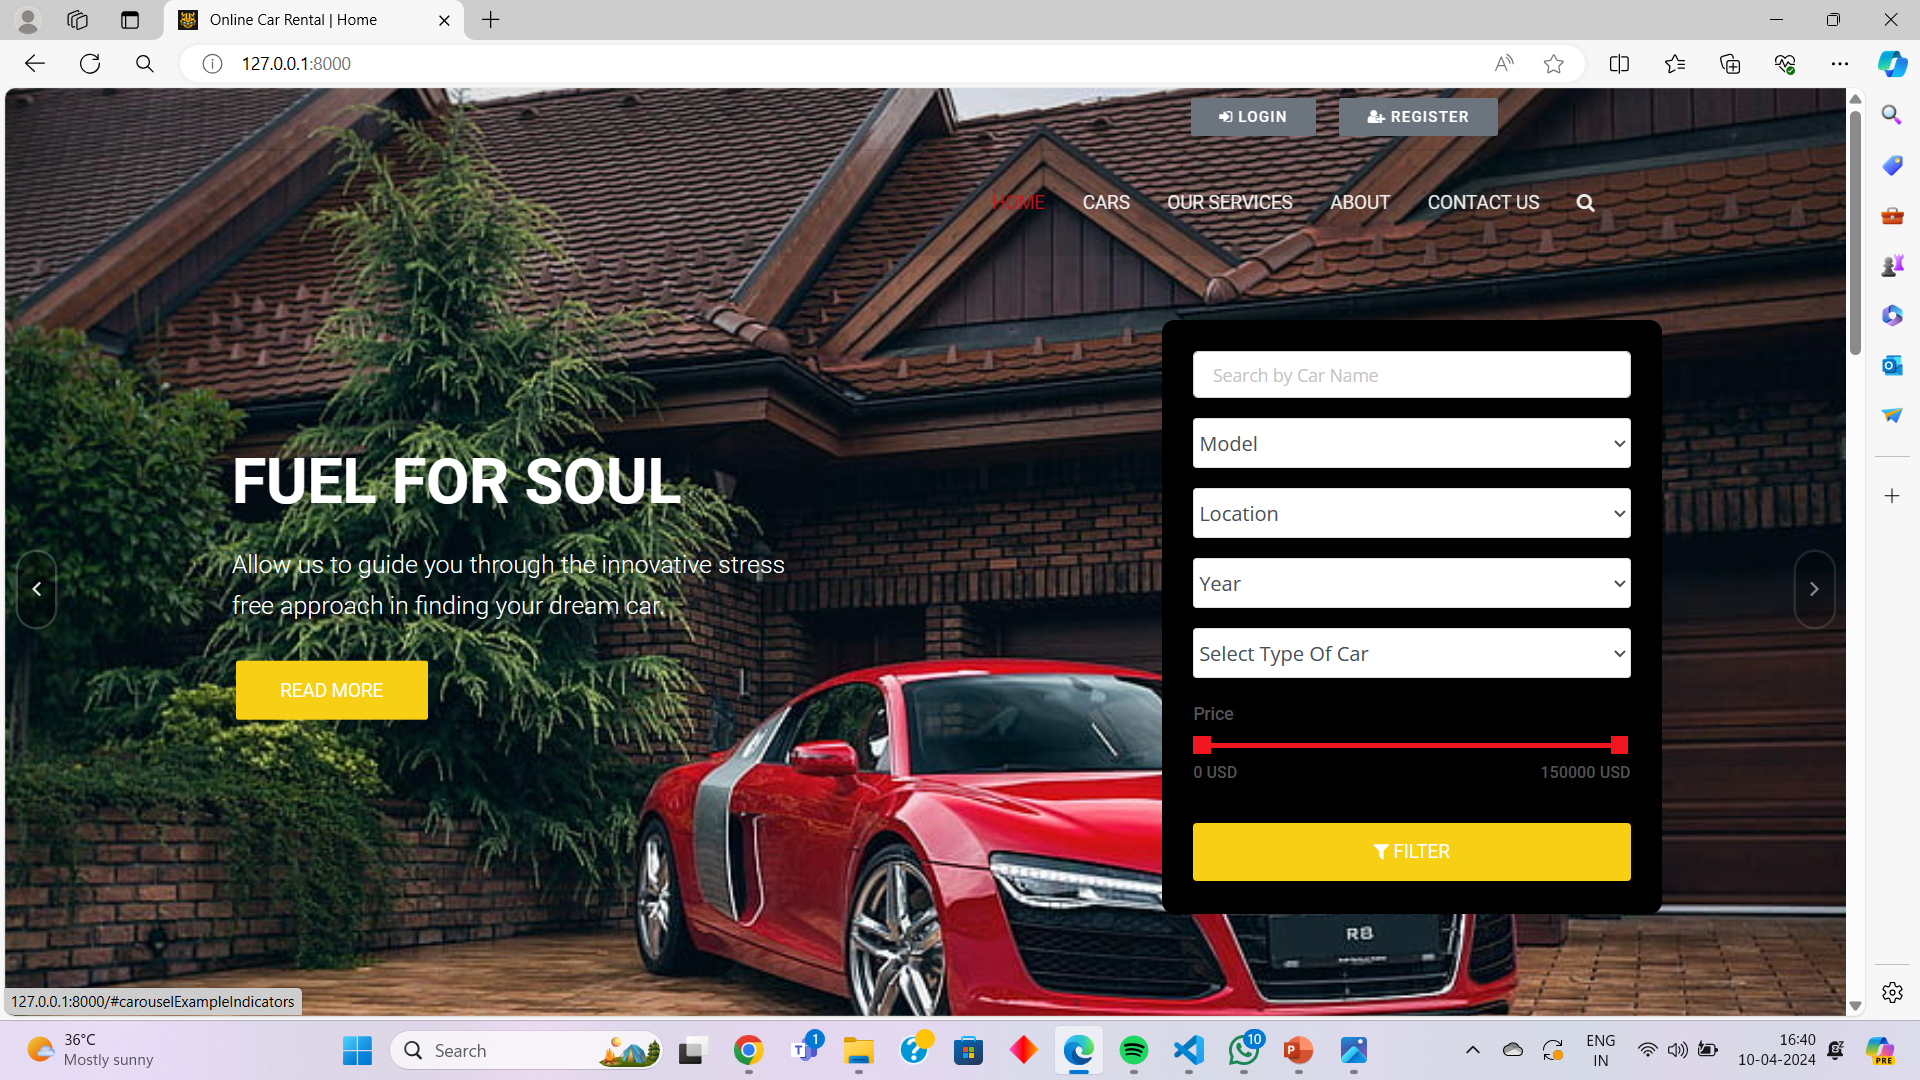 Online Car Rental | Home
127.0.0.1:8000
LOGIN
REGISTER
HOME
CARS
OUR SERVICES
ABOUT
CONTACT US
Search by Car Name
Model
Location
Year
Select Type Of Car
Price
0 USD
150000 USD
FILTER
FUEL FOR SOUL
Allow us to guide you through the innovative stress
free approach in finding your dream car.
READ MORE
R8
127.0.0.1:8000/#carouselExampleIndicators
36°C
Mostly sunny
Search
1
10
ENG
IN
16:40
10-04-2024
PRE